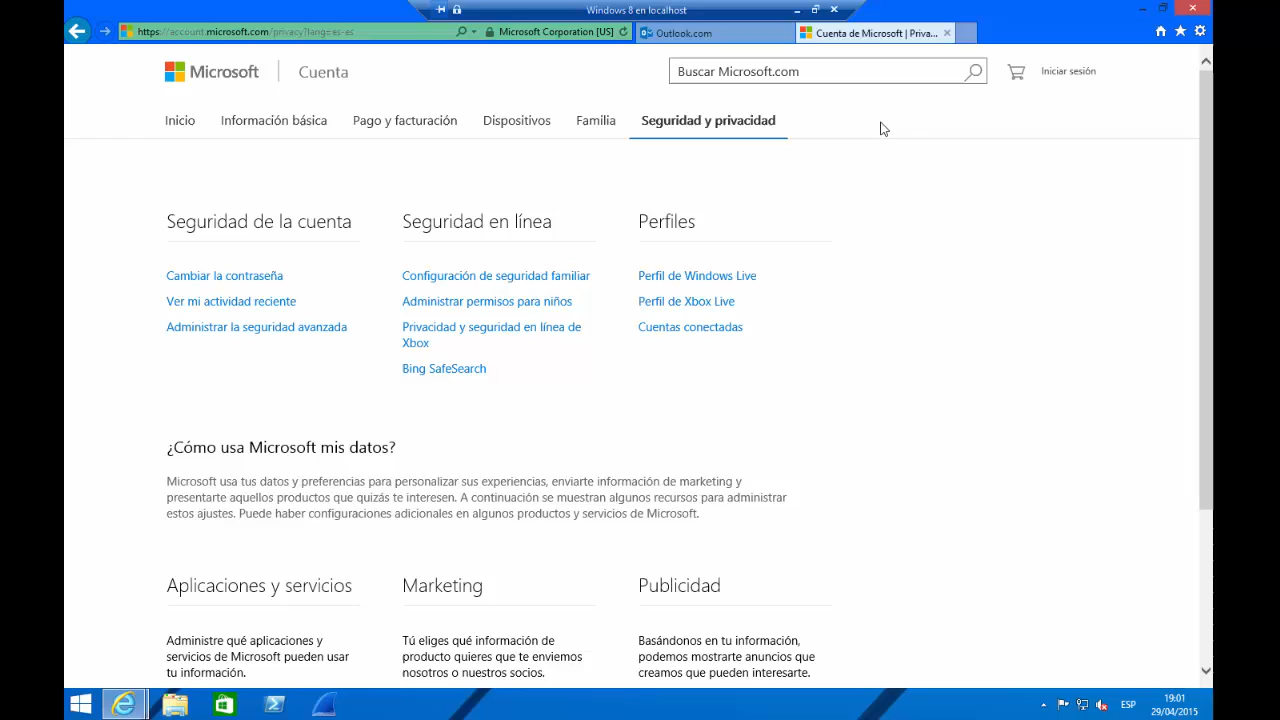 Windows 8 en localhost
https://account.microsoft.com/privacy?lang=es-es
Microsoft Corporation [US]
Outlook.com
Cuenta de Microsoft | Priva...
Microsoft
Cuenta
Buscar Microsoft.com
Iniciar sesión
Inicio
Información básica
Pago y facturación
Dispositivos
Familia
Seguridad y privacidad
Seguridad de la cuenta
Cambiar la contraseña
Ver mi actividad reciente
Administrar la seguridad avanzada
Seguridad en línea
Configuración de seguridad familiar
Administrar permisos para niños
Privacidad y seguridad en línea de
Xbox
Bing SafeSearch
Perfiles
Perfil de Windows Live
Perfil de Xbox Live
Cuentas conectadas
¿Cómo usa Microsoft mis datos?
Microsoft usa tus datos y preferencias para personalizar sus experiencias, enviarte información de marketing y
presentarte aquellos productos que quizás te interesen. A continuación se muestran algunos recursos para administrar
estos ajustes. Puede haber configuraciones adicionales en algunos productos y servicios de Microsoft.
Aplicaciones y servicios
Administre qué aplicaciones y
servicios de Microsoft pueden usar
tu información.
Marketing
Tú eliges qué información de
producto quieres que te enviemos
nosotros o nuestros socios.
Publicidad
Basándonos en tu información,
podemos mostrarte anuncios que
creamos que pueden interesarte.
ESP
19:01
29/04/2015